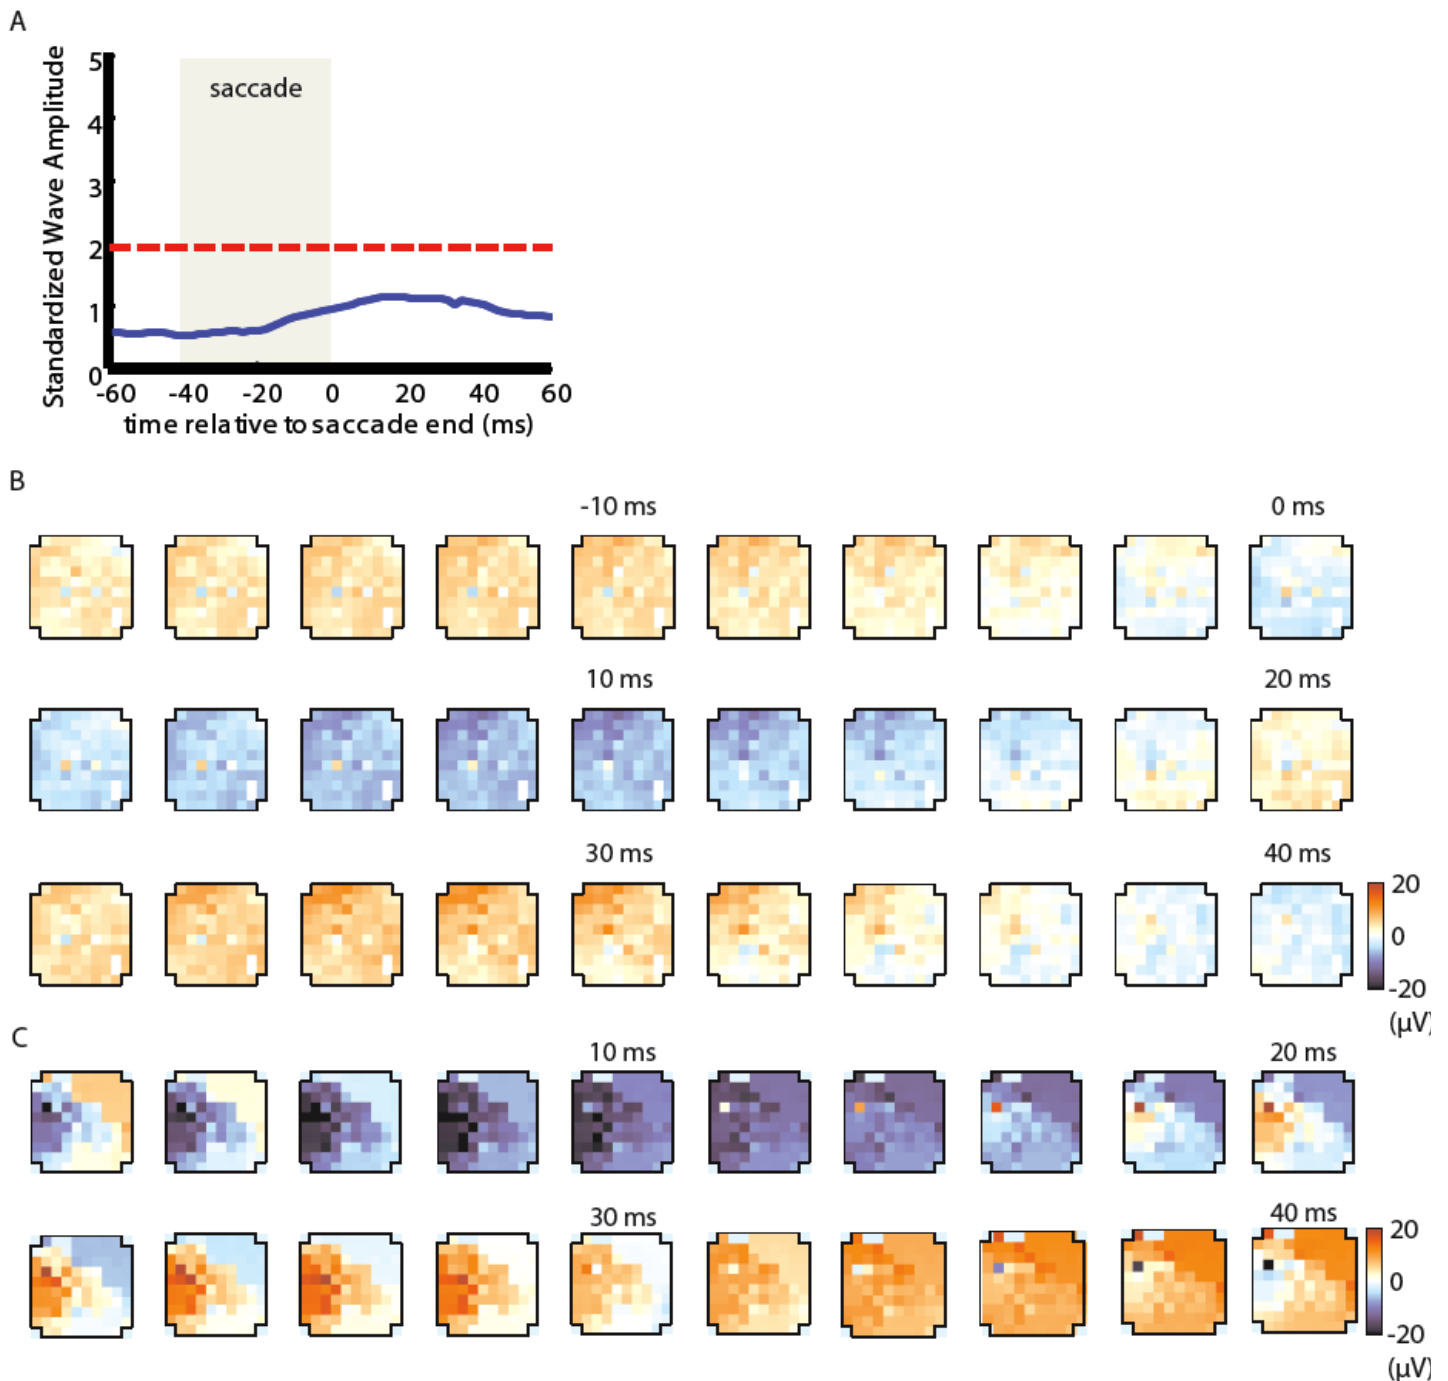 A
5
saccade
4
3
2
1
0
Standardized Wave Amplitude
-60 -40 -20 0 20 40 60
time relative to saccade end (ms)
B
-10 ms 0 ms
10 ms 20 ms
30 ms 40 ms
20
0
-20
(μV)
C
10 ms 20 ms
30 ms 40 ms
20
0
-20
(μV)